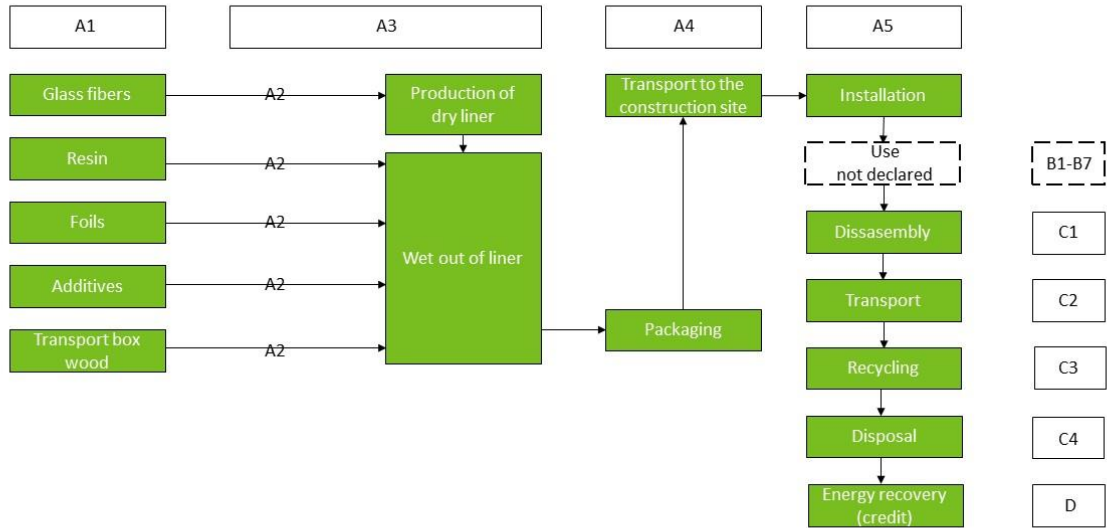 A1
A3
A4
A5
Glass fibers
A2
Production of
dry liner
Transport to the
construction site
Installation
Resin
A2
Use
not declared
B1-B7
Foils
A2
Wet out of liner
Dissasembly
C1
Additives
A2
Transport
C2
Transport box
wood
A2
Packaging
Recycling
C3
Disposal
C4
Energy recovery
(credit)
D